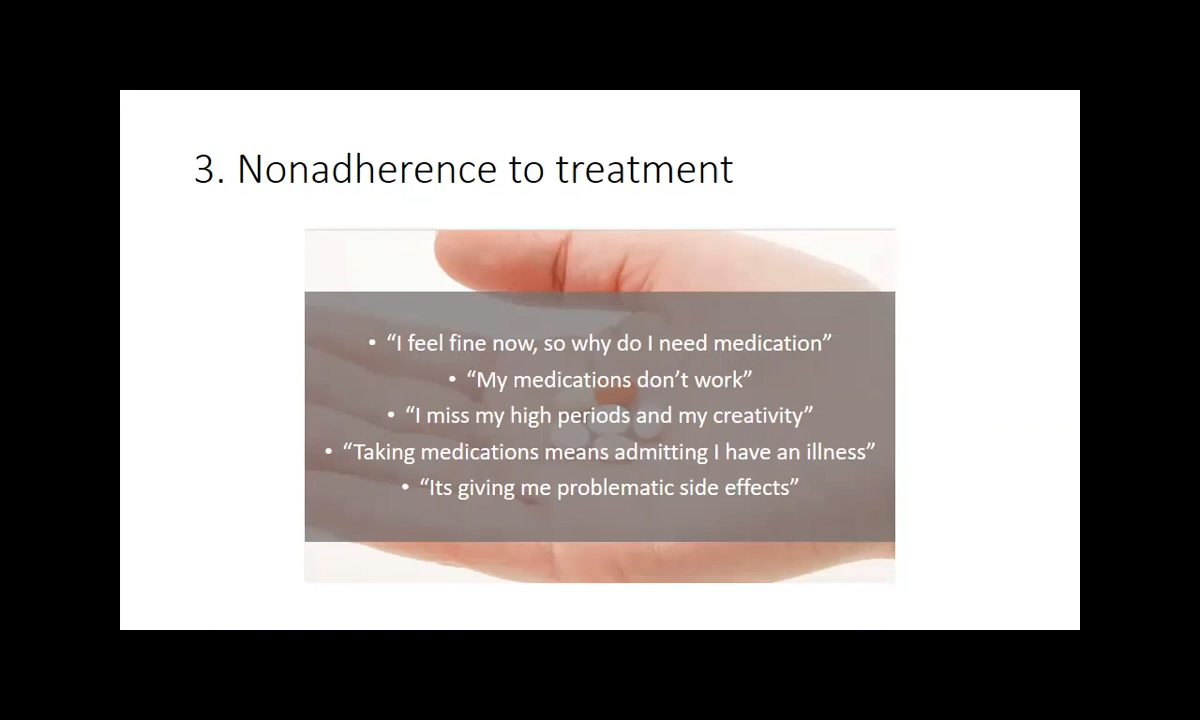 3. Nonadherence to treatment
• “I feel fine now, so why do I need medication”
• “My medications don’t work”
• “I miss my high periods and my creativity”
• “Taking medications means admitting I have an illness”
• “Its giving me problematic side effects”